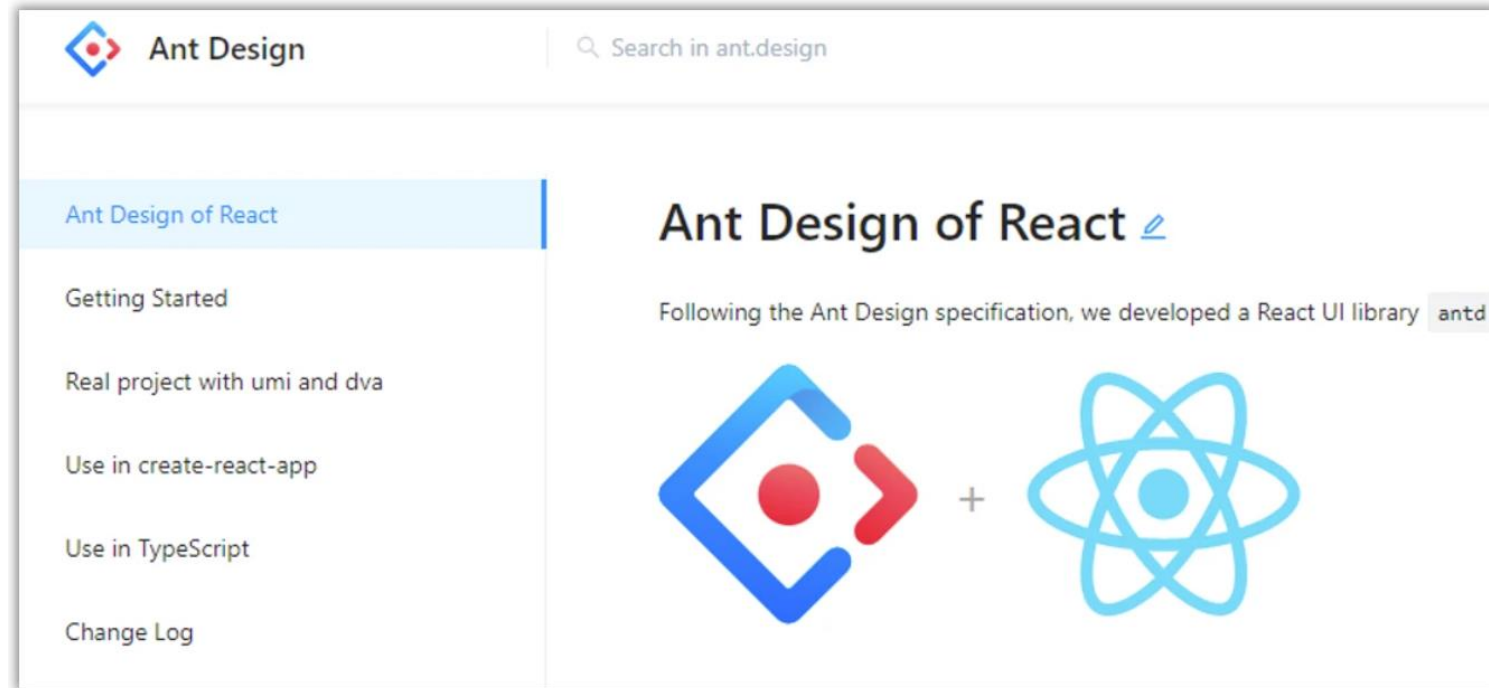 Ant Design
Search in ant.design
Ant Design of React
Getting Started
Real project with umi and dva
Use in create-react-app
Use in TypeScript
Change Log
Ant Design of React
Following the Ant Design specification, we developed a React UI library antd
+